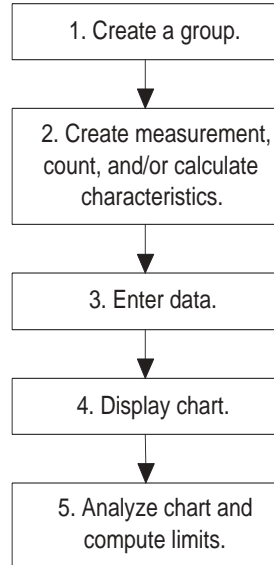 1. Create a group.
2. Create measurement,
count, and/or calculate
characteristics.
3. Enter data.
4. Display chart.
5. Analyze chart and
compute limits.